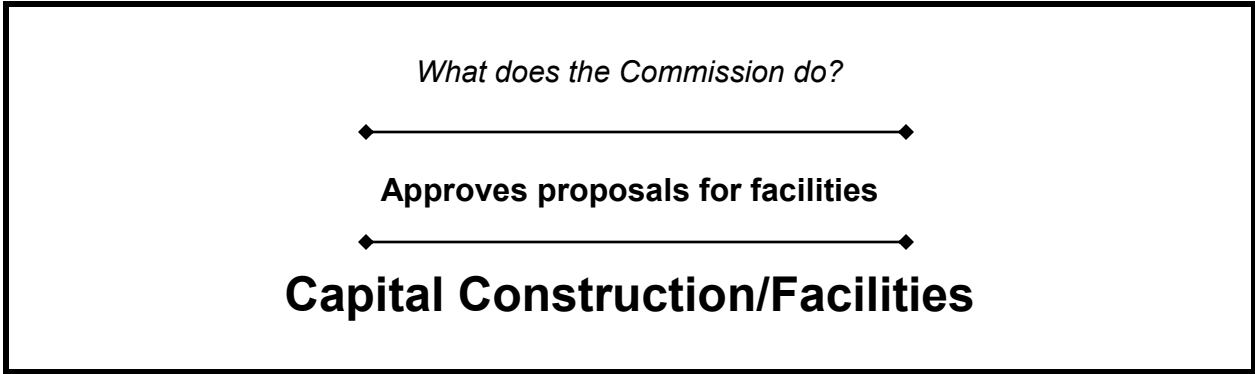 What does the Commission do?
Approves proposals for facilities
Capital Construction/Facilities